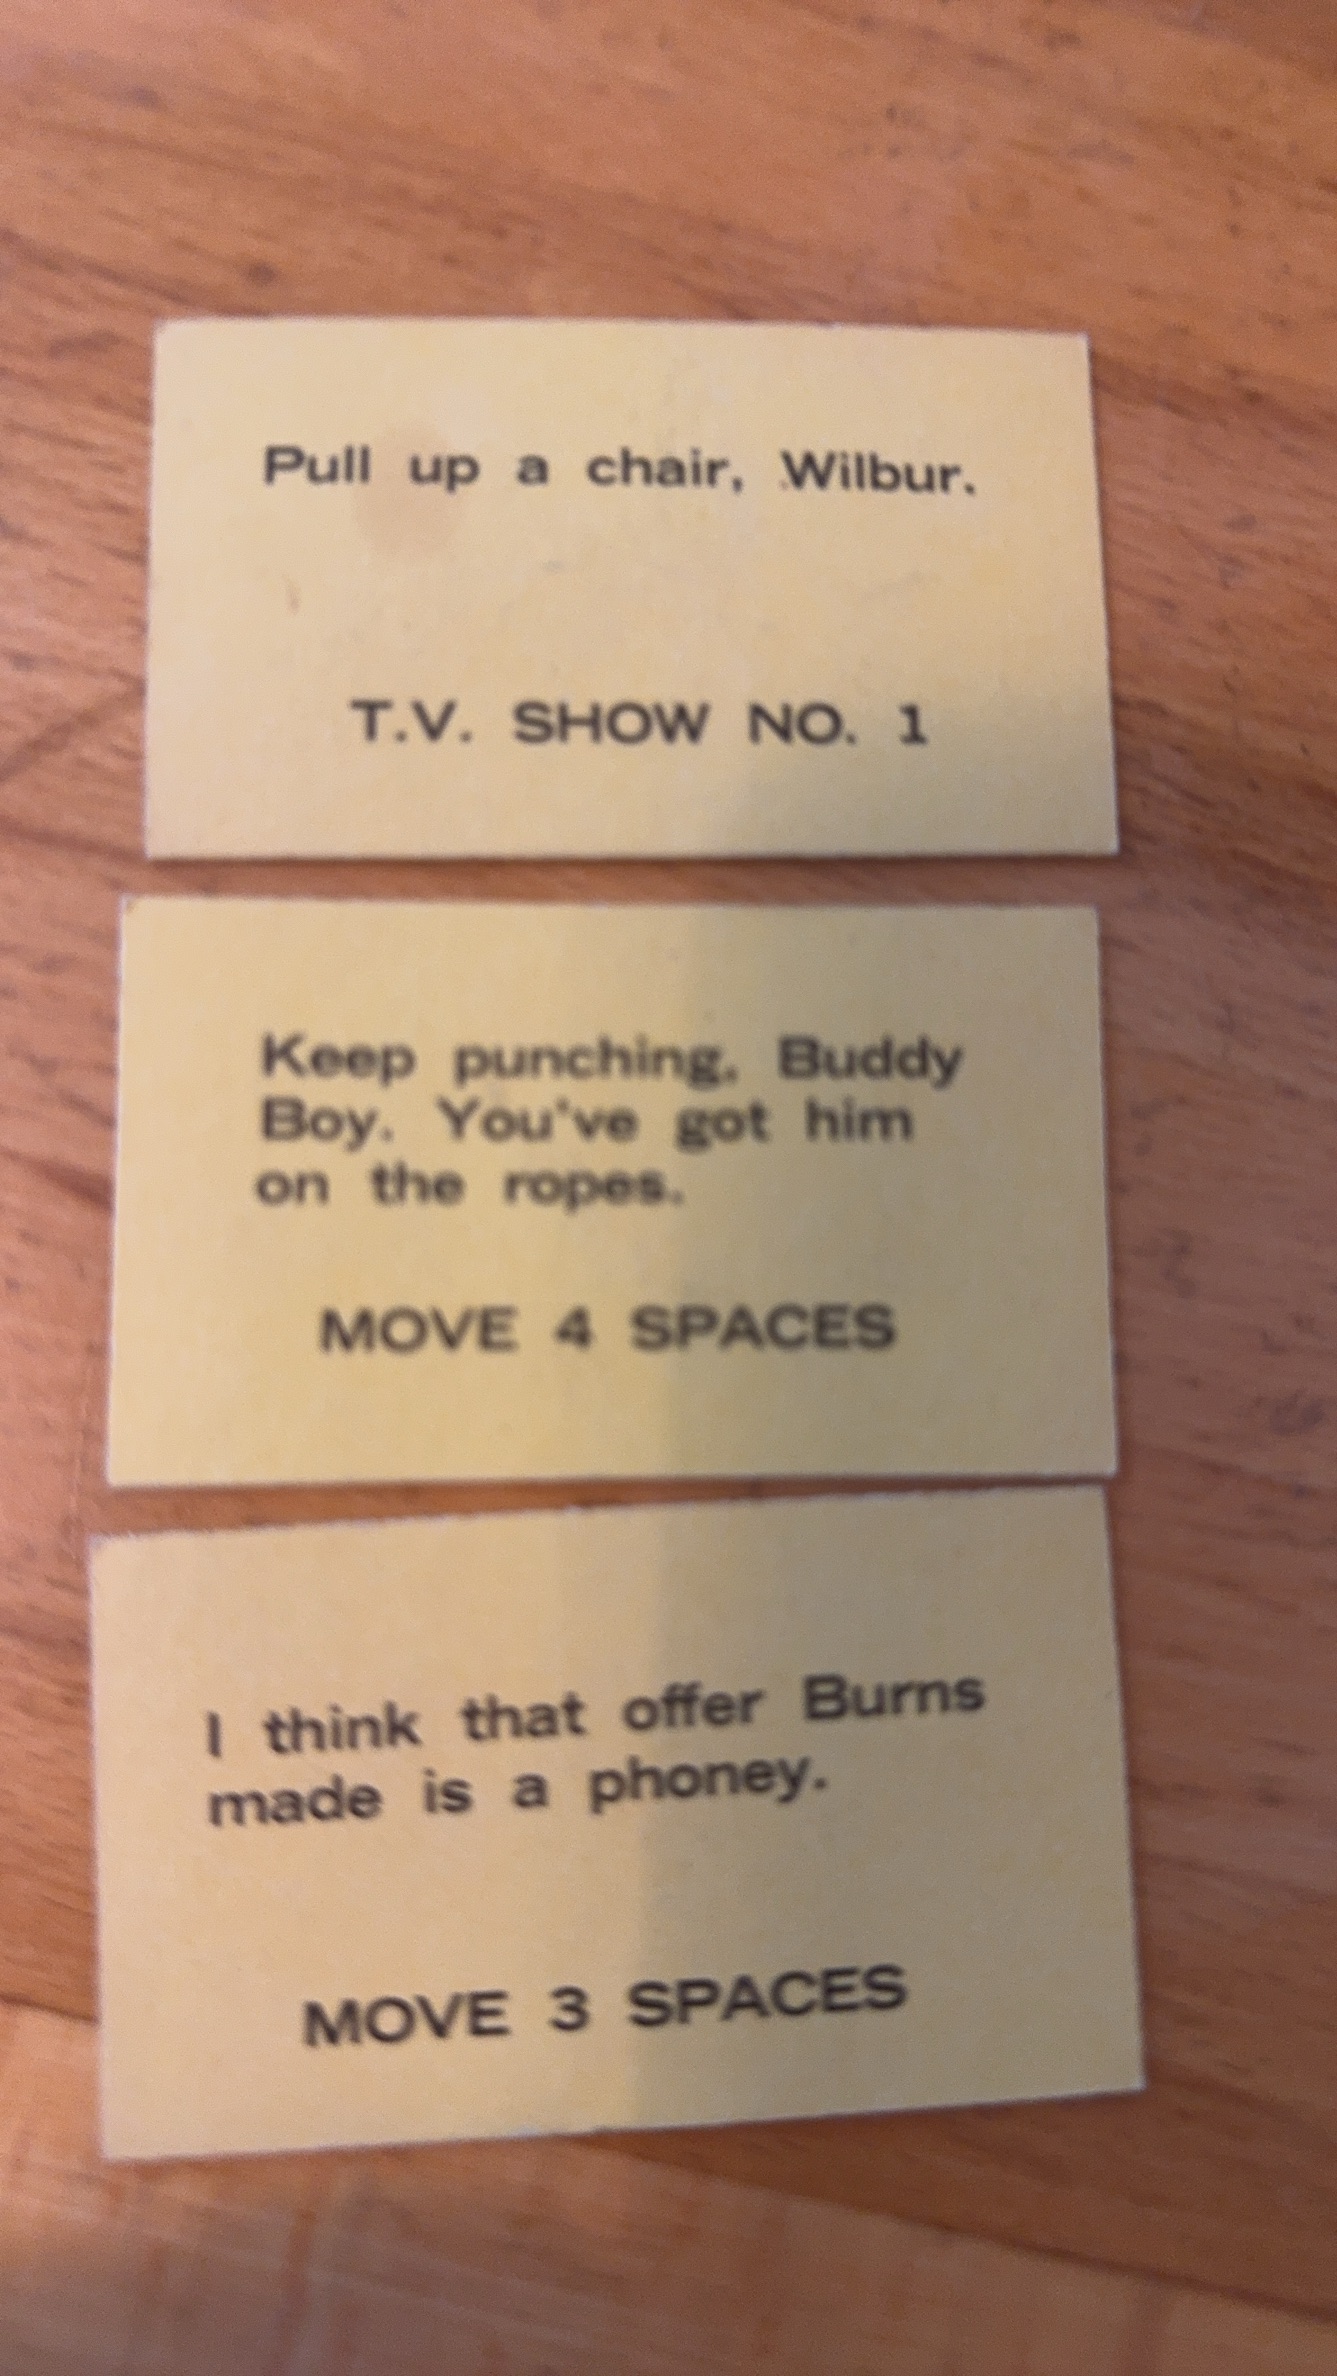 Pull up a chair, Wilbur.
T.V. SHOW NO. 1
Keep punching, Buddy
Boy. You've got him
on the ropes.
MOVE 4 SPACES
I think that offer Burns
made is a phoney.
MOVE 3 SPACES